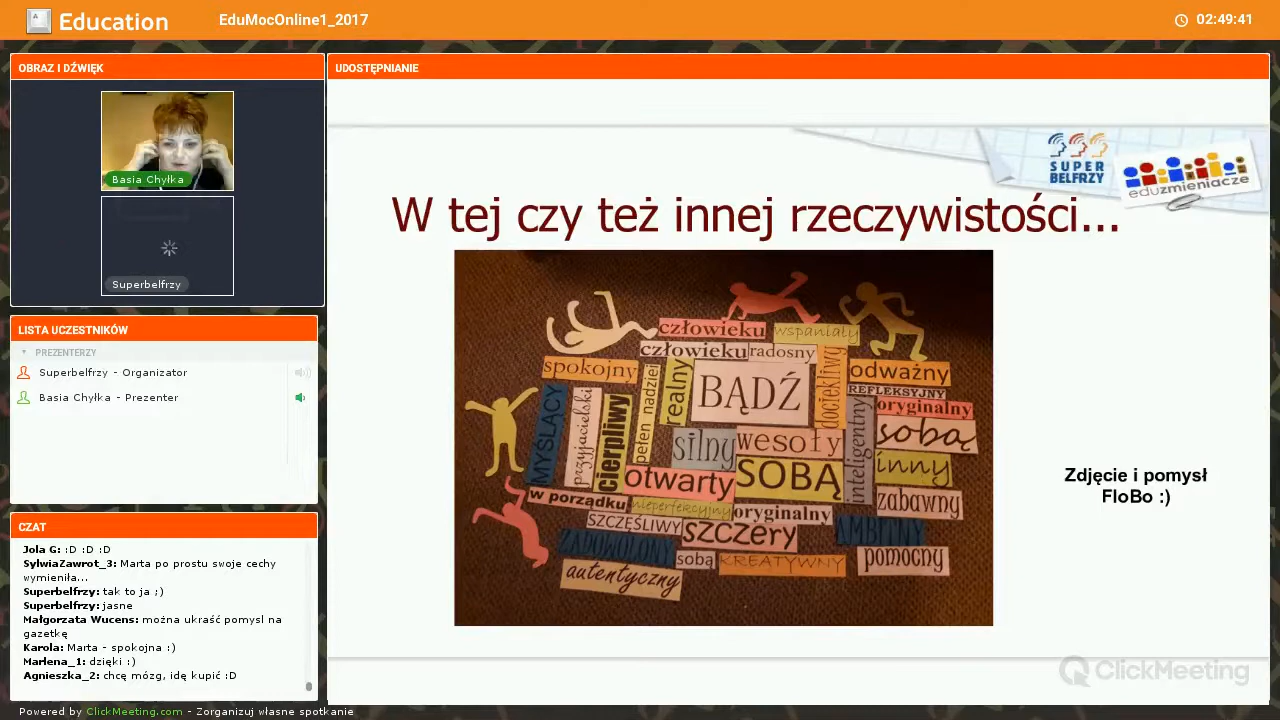 Education
EduMocOnline1_2017
02:49:41
OBRAZ I DŹWIĘK
Basia Chyłka
Superbelfrzy
LISTA UCZESTNIKÓW
PREZENTERZY
Superbelfrzy - Organizator
Basia Chyłka - Prezenter
CZAT
Jola G: :D :D :D
SylwiaZawrot_3: Marta po prostu swoje cechy
wymieniła...
Superbelfrzy: tak to ja ;)
Superbelfrzy: jasne
Małgorzata Wucens: można ukraść pomysl na
gazetkę
Karola: Marta - spokojna :)
Marlena_1: dzięki :)
Agnieszka_2: chcę mózg, idę kupić :D
Powered by ClickMeeting.com - Zorganizuj własne spotkanie
UDOSTĘPNIANIE
SUPER
BELFRZY
eduzmieniacze
W tej czy też innej rzeczywistości...
człowieku
wspaniały
człowieku
radosny
spokojny
pełen nadziei
realny
BĄDŹ
dociekliwy
odważny
REFLEKSYJNY
oryginalny
MYŚLĄCY
przyjacielski
cierpliwy
silny
wesoły
inteligentny
sobą
otwarty
SOBĄ
inny
w porządku
nieperfekcyjny
oryginalny
zabawny
SZCZĘŚLIWY
szczery
AMBITNY
ZADOWOLONY
sobą
KREATYWNY
pomocny
autentyczny
Zdjęcie i pomysł
FloBo :)
ClickMeeting